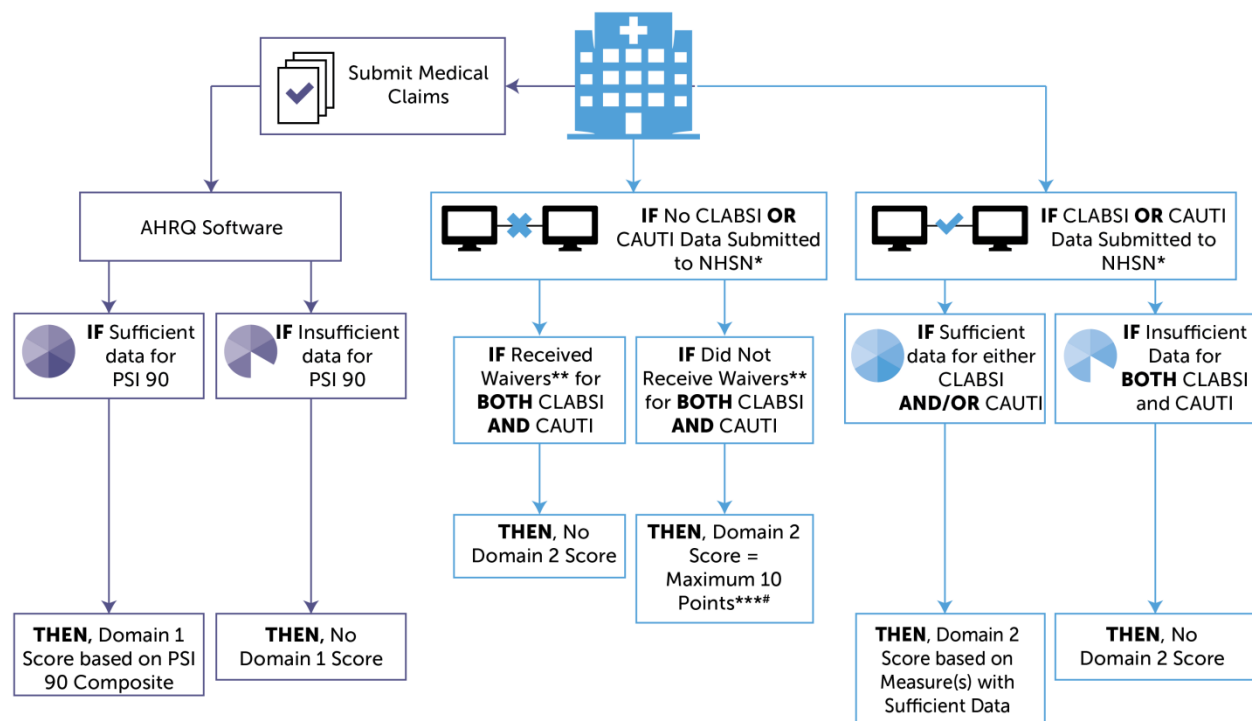 Submit Medical
Claims
AHRQ Software
IF Sufficient
data for
PSI 90
IF Insufficient
data for
PSI 90
THEN, Domain 1
Score based on PSI
90 Composite
THEN, No
Domain 1 Score
IF No CLABSI OR
CAUTI Data Submitted
to NHSN*
IF Received
Waivers** for
BOTH CLABSI
AND CAUTI
IF Did Not
Receive Waivers**
for BOTH CLABSI
AND CAUTI
THEN, No
Domain 2 Score
THEN, Domain 2
Score =
Maximum 10
Points***#
IF CLABSI OR CAUTI
Data Submitted to
NHSN*
IF Sufficient
data for either
CLABSI
AND/OR CAUTI
IF Insufficient
Data for
BOTH CLABSI
and CAUTI
THEN, Domain 2
Score based on
Measure(s) with
Sufficient Data
THEN, No
Domain 2 Score